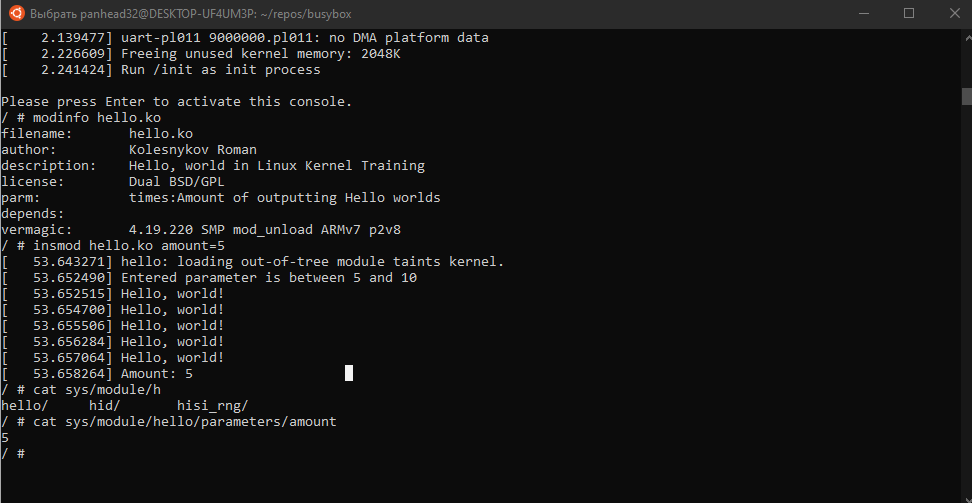 Выбрать panhead32@DESKTOP-UF4UM3P: ~/repos/busybox
[    2.139477] uart-pl011 9000000.pl011: no DMA platform data
[    2.226609] Freeing unused kernel memory: 2048K
[    2.241424] Run /init as init process
Please press Enter to activate this console.
/ # modinfo hello.ko
filename:       hello.ko
author:         Kolesnykov Roman
description:    Hello, world in Linux Kernel Training
license:        Dual BSD/GPL
parm:           times:Amount of outputting Hello worlds
depends:
vermagic:       4.19.220 SMP mod_unload ARMv7 p2v8
/ # insmod hello.ko amount=5
[   53.643271] hello: loading out-of-tree module taints kernel.
[   53.652490] Entered parameter is between 5 and 10
[   53.652515] Hello, world!
[   53.654700] Hello, world!
[   53.655506] Hello, world!
[   53.656284] Hello, world!
[   53.657064] Hello, world!
[   53.658264] Amount: 5
/ # cat sys/module/h
hello/     hid/       hisi_rng/
/ # cat sys/module/hello/parameters/amount
5
/ #